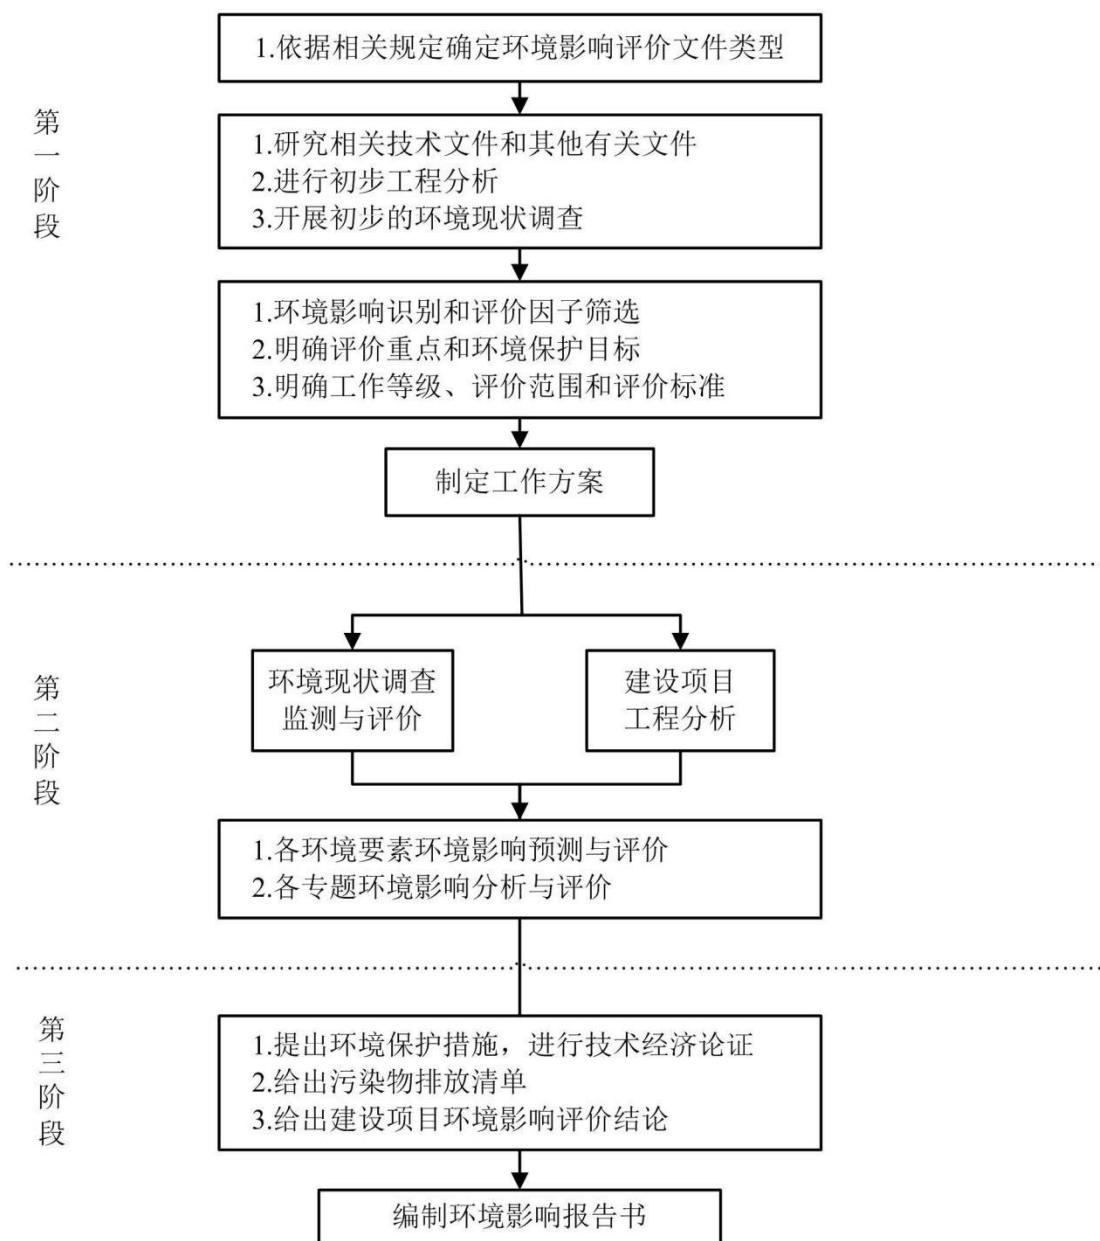 第一阶段
1.依据相关规定确定环境影响评价文件类型
1.研究相关技术文件和其他有关文件
2.进行初步工程分析
3.开展初步的环境现状调查
1.环境影响识别和评价因子筛选
2.明确评价重点和环境保护目标
3.明确工作等级、评价范围和评价标准
制定工作方案
第二阶段
环境现状调查
监测与评价
建设项目
工程分析
1.各环境要素环境影响预测与评价
2.各专题环境影响分析与评价
第三阶段
1.提出环境保护措施，进行技术经济论证
2.给出污染物排放清单
3.给出建设项目环境影响评价结论
编制环境影响报告书